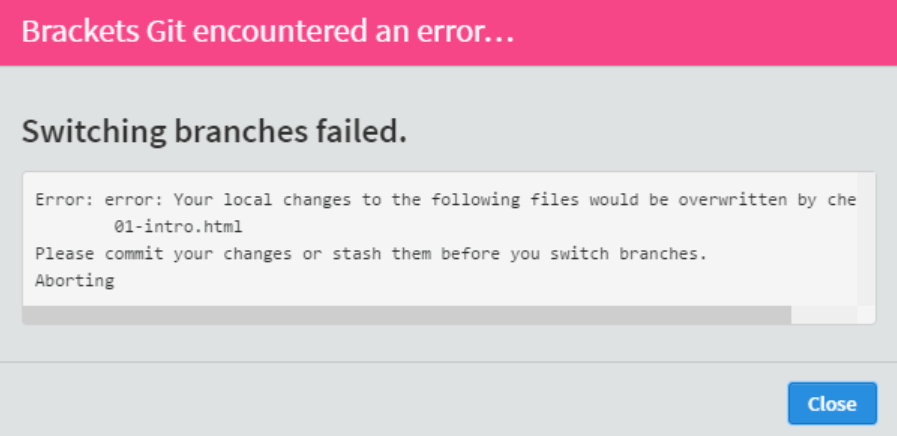 Brackets Git encountered an error...
Switching branches failed.
Error: error: Your local changes to the following files would be overwritten by che
01-intro.html
Please commit your changes or stash them before you switch branches.
Aborting
Close